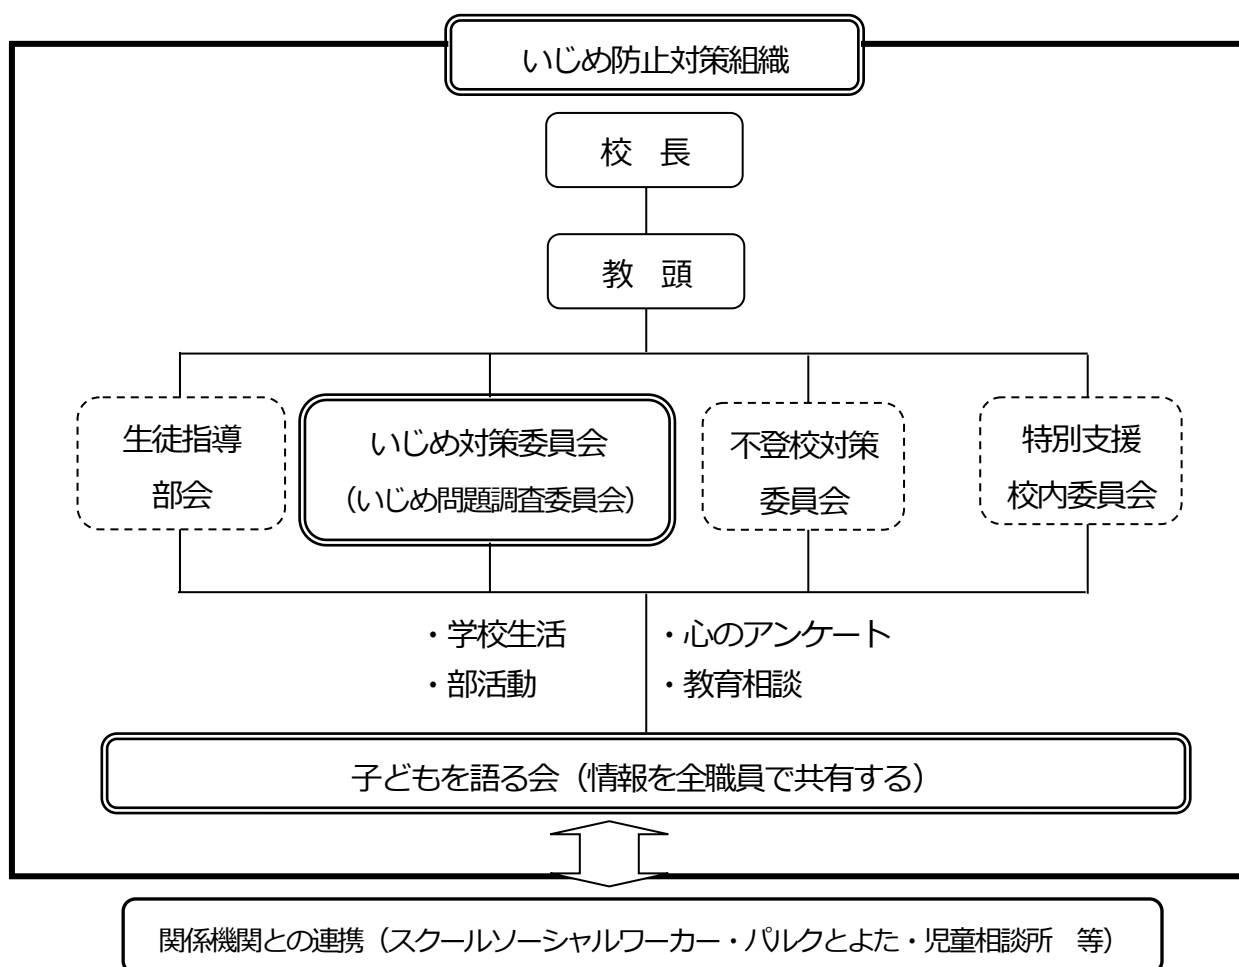 いじめ防止対策組織
校　長
教　頭
生徒指導
部会
いじめ対策委員会
（いじめ問題調査委員会）
不登校対策
委員会
特別支援
校内委員会
・学校生活
・部活動
・心のアンケート
・教育相談
子どもを語る会（情報を全職員で共有する）
関係機関との連携（スクールソーシャルワーカー・パルクとよた・児童相談所　等）